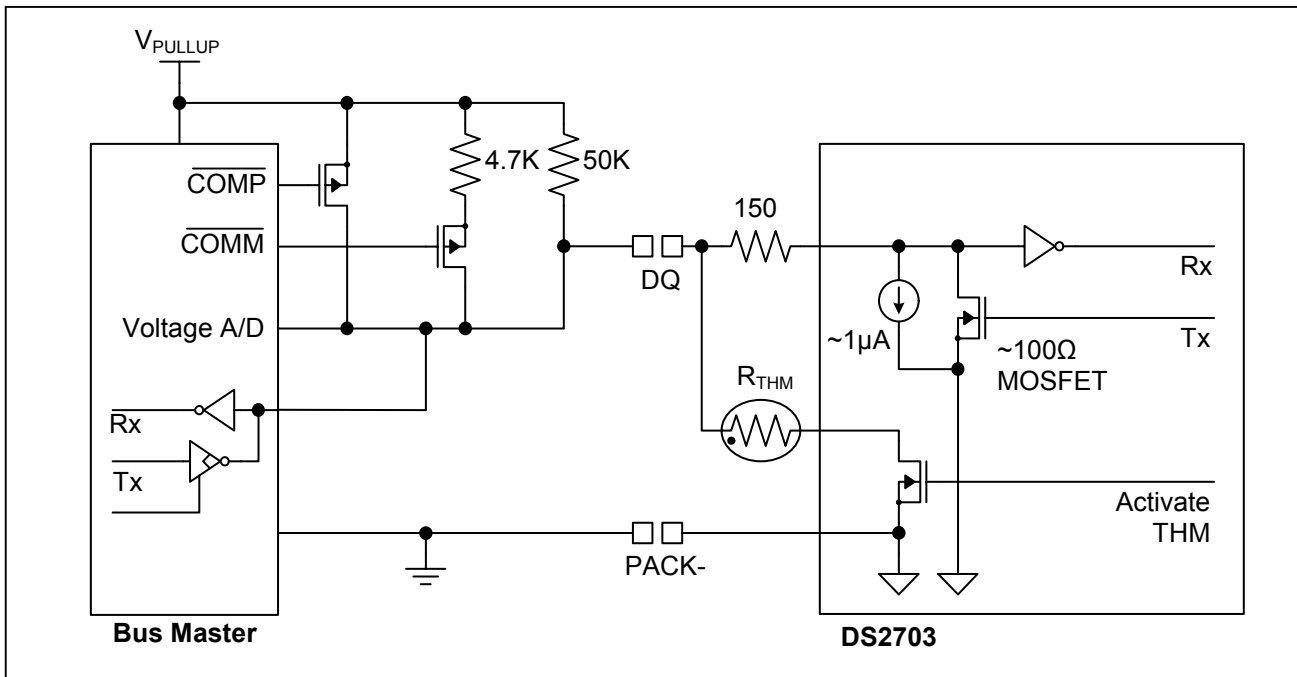 VPULLUP
COMP
4.7K
50K
COMM
150
DQ
Rx
Voltage A/D
~1µA
Tx
~100Ω
MOSFET
RTHM
Rx
Tx
Activate
THM
PACK-
Bus Master
DS2703